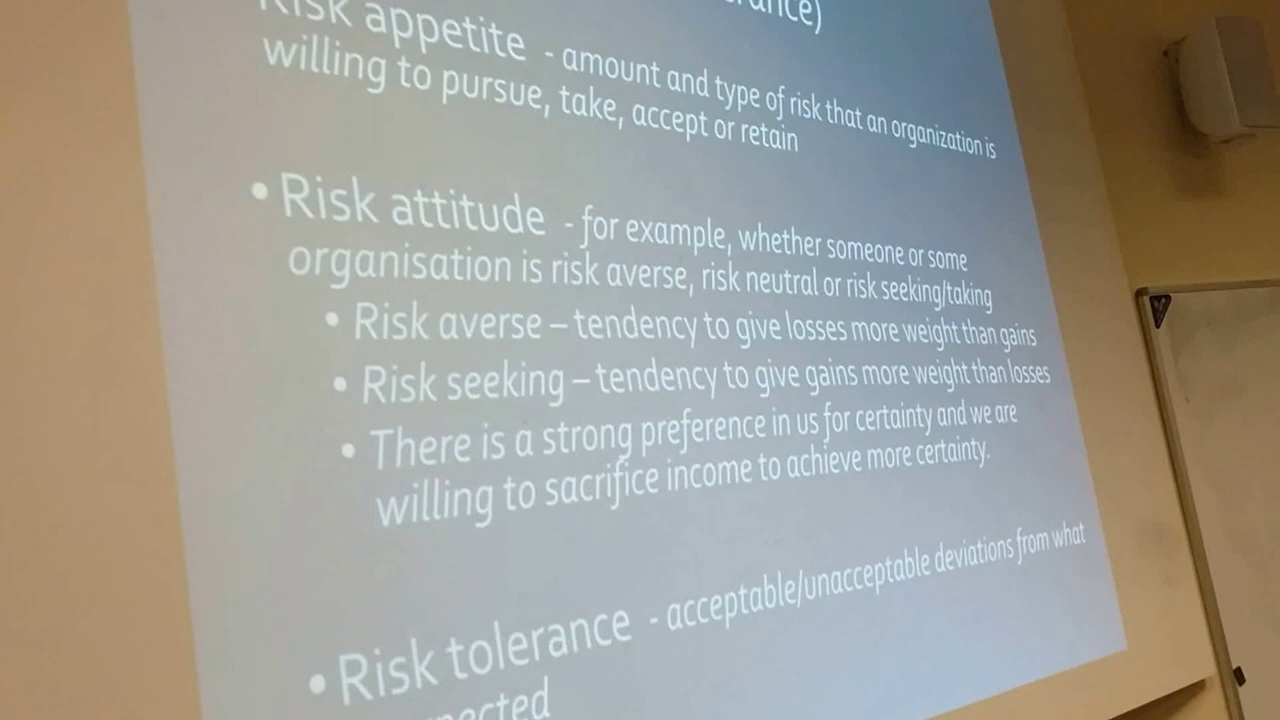 Risk appetite - amount and type of risk that an organization is
willing to pursue, take, accept or retain
• Risk attitude - for example, whether someone or some
organisation is risk averse, risk neutral or risk seeking/taking
• Risk averse – tendency to give losses more weight than gains
• Risk seeking – tendency to give gains more weight than losses
• There is a strong preference in us for certainty and we are
willing to sacrifice income to achieve more certainty.
• Risk tolerance - acceptable/unacceptable deviations from what